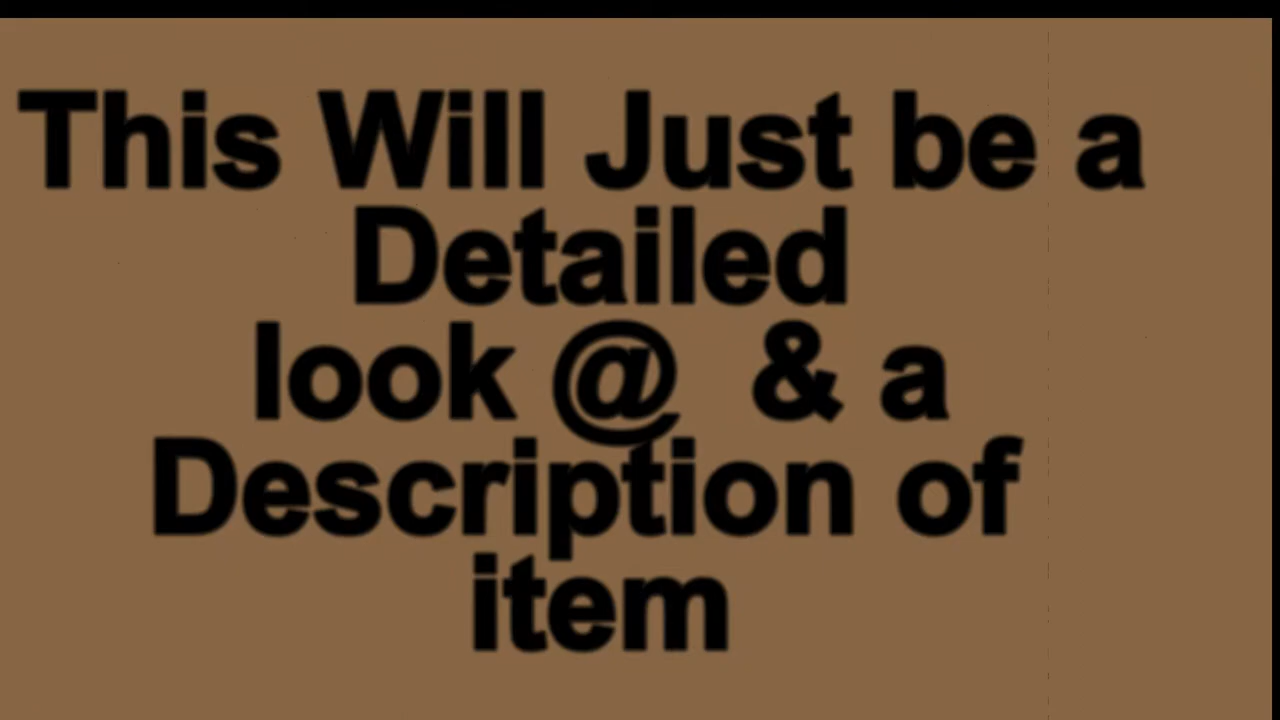 This Will Just be a
Detailed
look @ & a
Description of
item